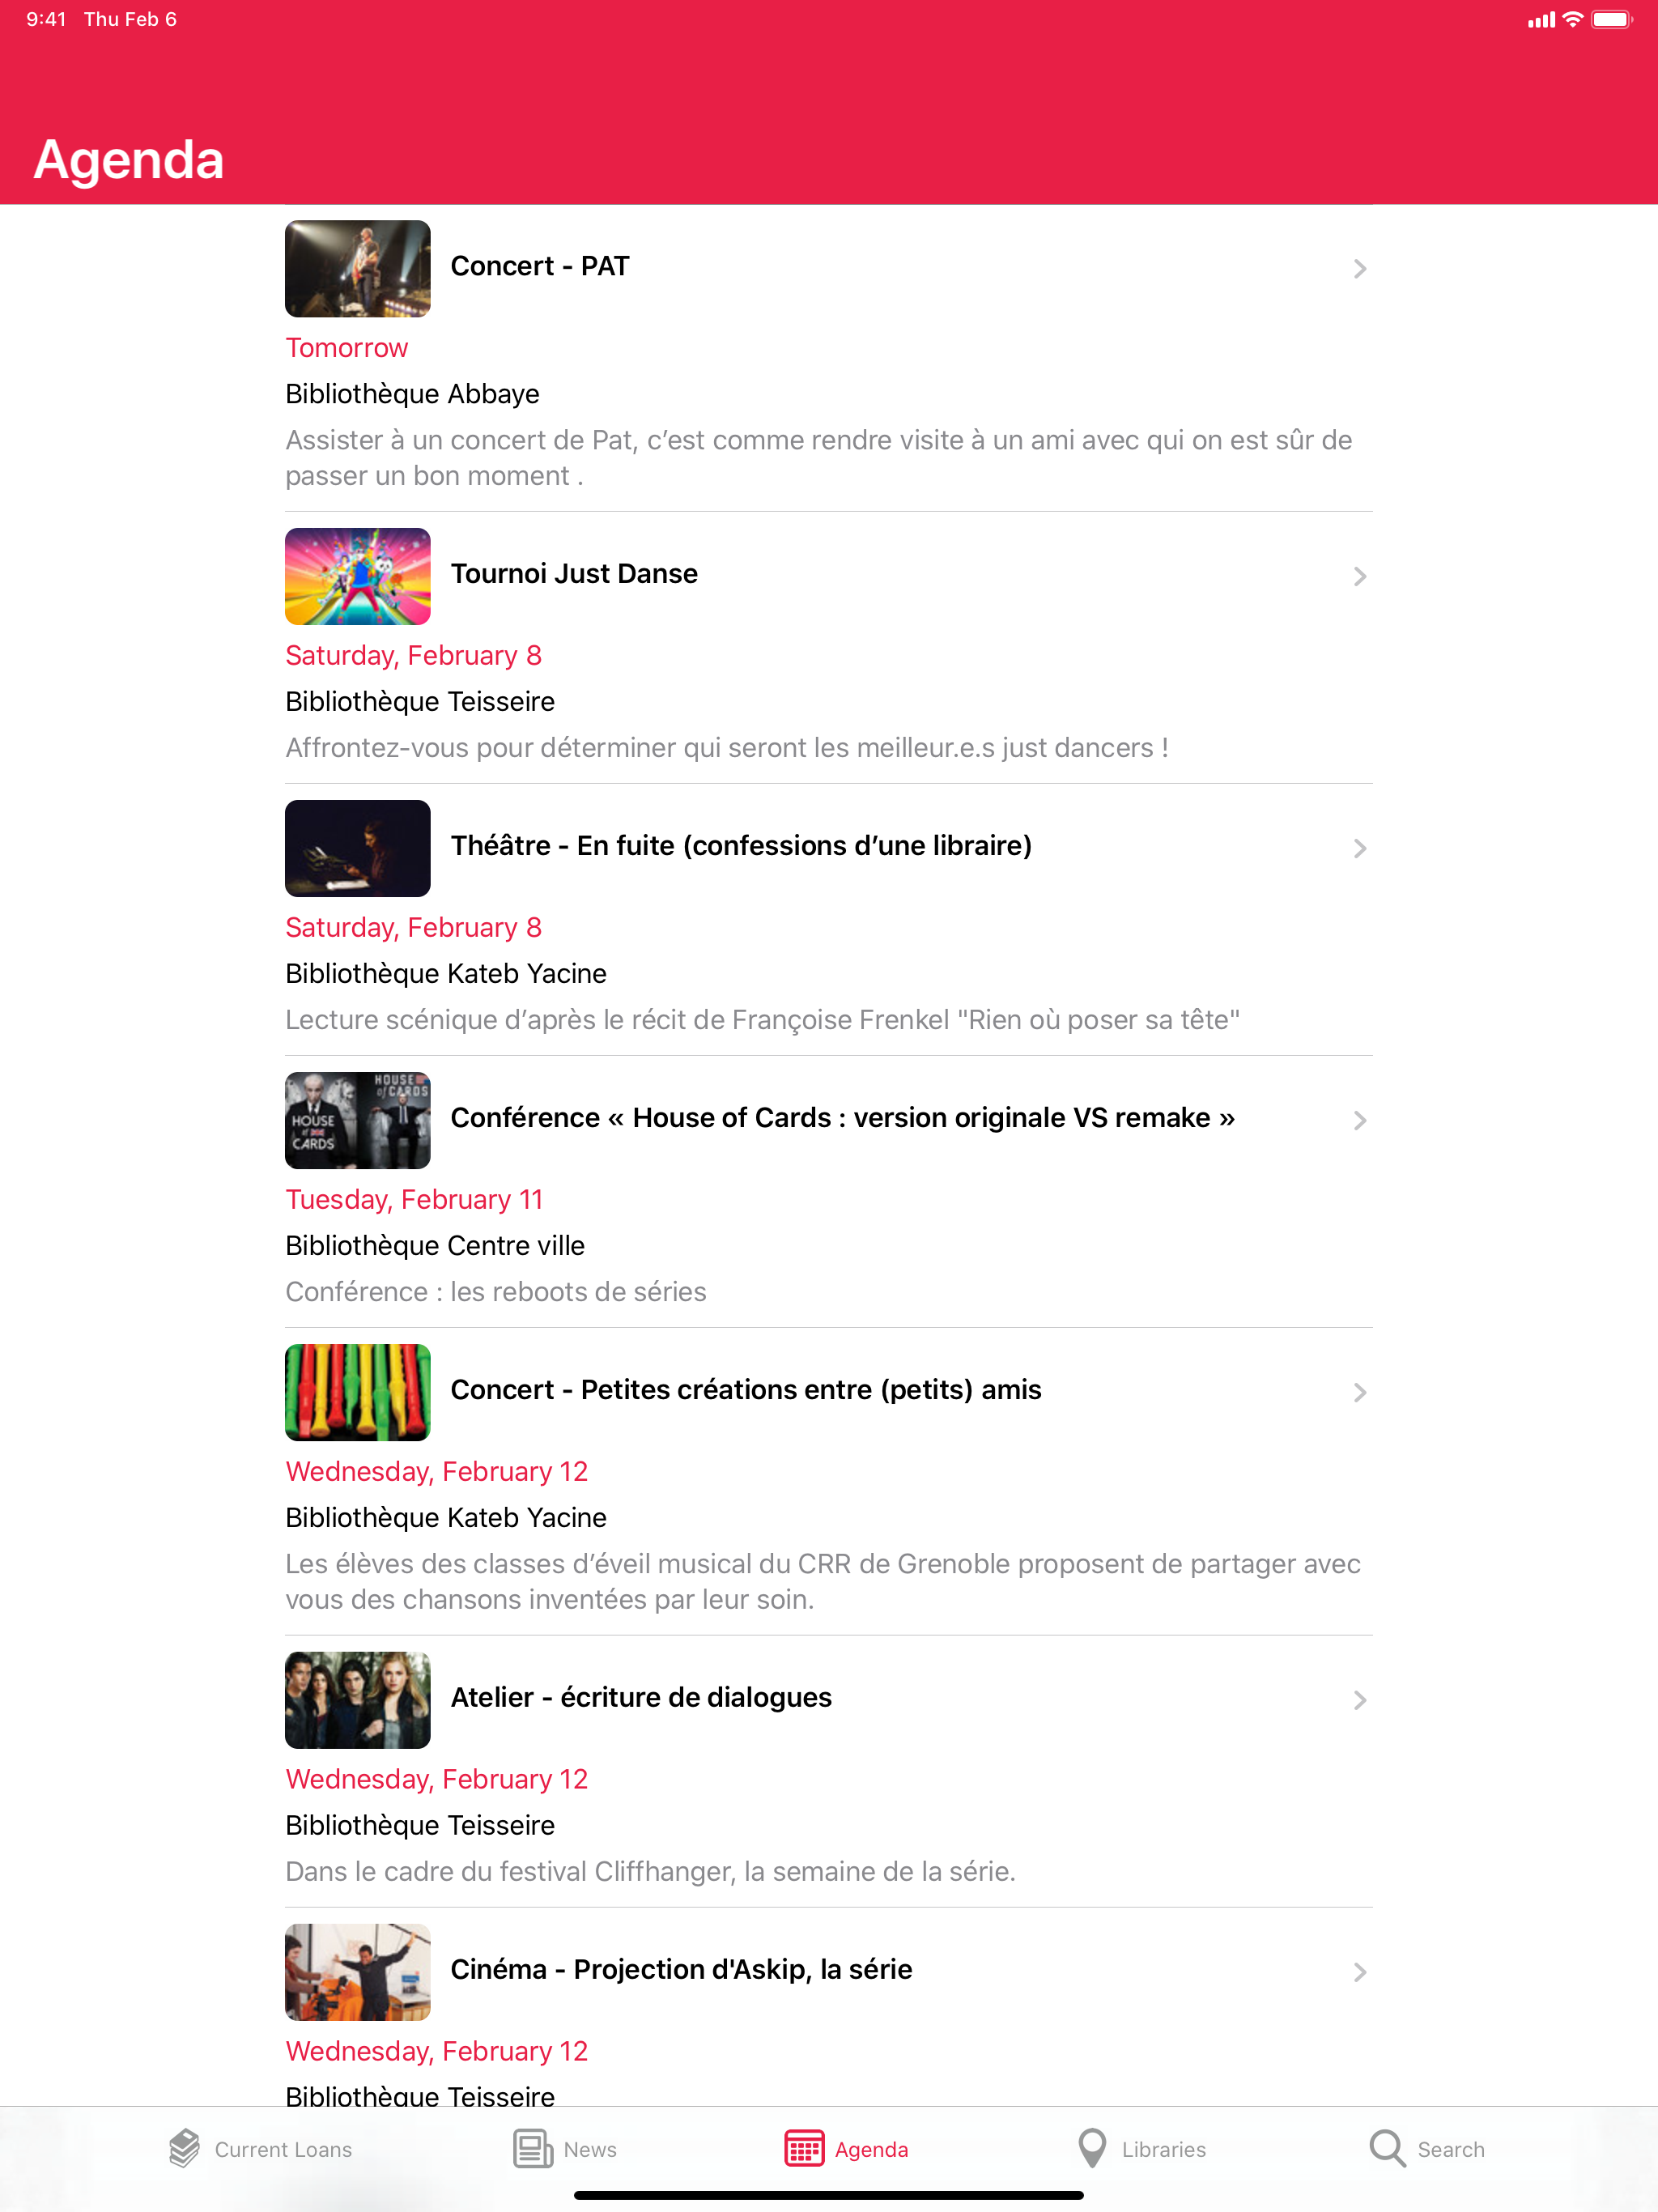 9:41 Thu Feb 6
Agenda
Concert - PAT
Tomorrow
Bibliothèque Abbaye
Assister à un concert de Pat, c’est comme rendre visite à un ami avec qui on est sûr de
passer un bon moment .
Tournoi Just Danse
Saturday, February 8
Bibliothèque Teisseire
Affrontez-vous pour déterminer qui seront les meilleur.e.s just dancers !
Théâtre - En fuite (confessions d’une libraire)
Saturday, February 8
Bibliothèque Kateb Yacine
Lecture scénique d’après le récit de Françoise Frenkel "Rien où poser sa tête"
HOUSE
of CARDS
HOUSE
of
CARDS
Conférence « House of Cards : version originale VS remake »
Tuesday, February 11
Bibliothèque Centre ville
Conférence : les reboots de séries
Concert - Petites créations entre (petits) amis
Wednesday, February 12
Bibliothèque Kateb Yacine
Les élèves des classes d’éveil musical du CRR de Grenoble proposent de partager avec
vous des chansons inventées par leur soin.
Atelier - écriture de dialogues
Wednesday, February 12
Bibliothèque Teisseire
Dans le cadre du festival Cliffhanger, la semaine de la série.
Cinéma - Projection d'Askip, la série
Wednesday, February 12
Bibliothèque Teisseire
Current Loans
News
Agenda
Libraries
Search